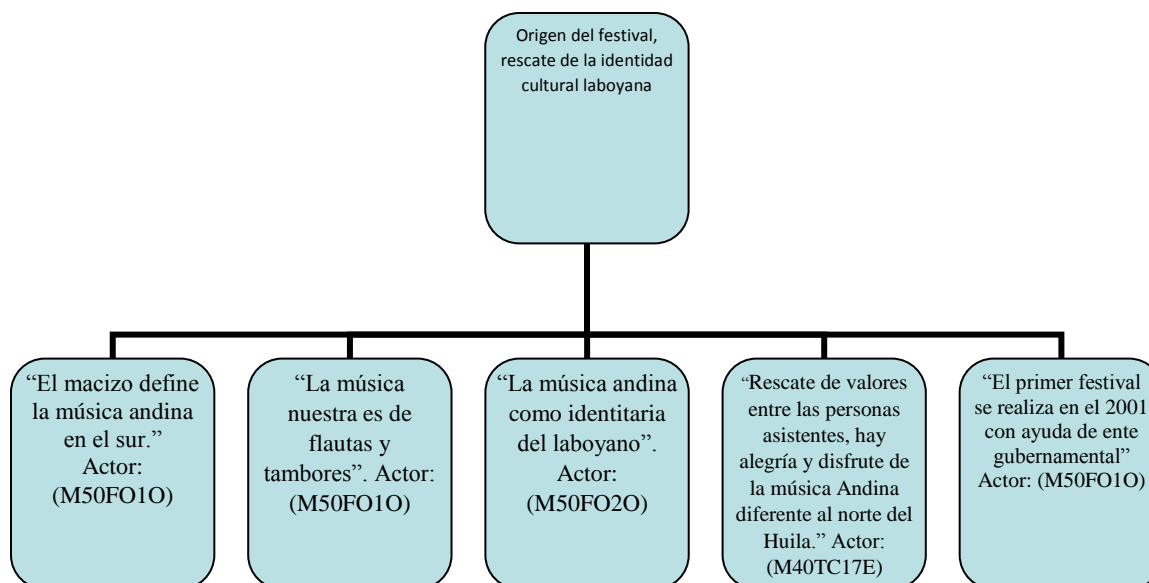 Origen del festival,
rescate de la identidad
cultural laboyana
“El macizo define
la música andina
en el sur.”
Actor:
(M50FO1O)
“La música
nuestra es de
flautas y
tambores”. Actor:
(M50FO1O)
“La música andina
como identitaria
del laboyano”.
Actor:
(M50FO2O)
“Rescate de valores
entre las personas
asistentes, hay
alegría y disfrute de
la música Andina
diferente al norte del
Huila.” Actor:
(M40TC17E)
“El primer festival
se realiza en el 2001
con ayuda de ente
gubernamental”
Actor: (M50FO1O)